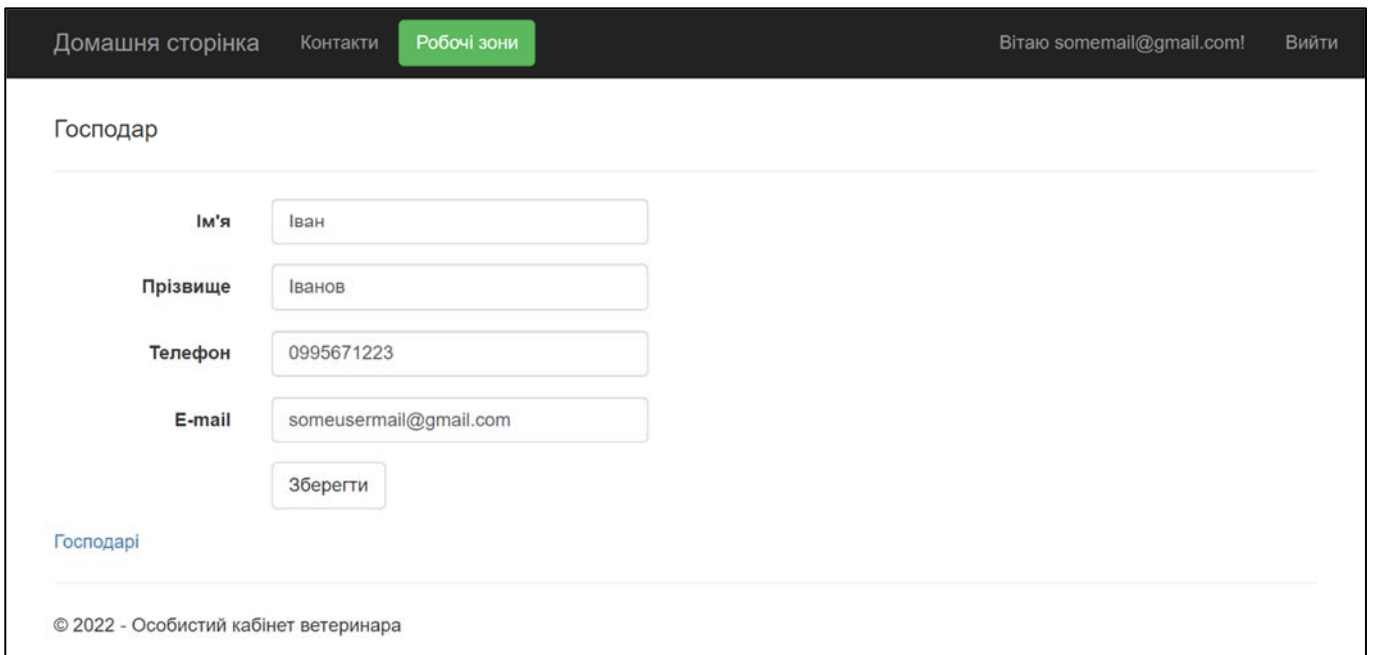 Домашня сторінка Контакти Робочі зони Вітаю somemail@gmail.com! Вийти
Господар
Ім'я Іван
Прізвище Іванов
Телефон 0995671223
E-mail someusermail@gmail.com
Зберегти
Господарі
© 2022 - Особистий кабінет ветеринара